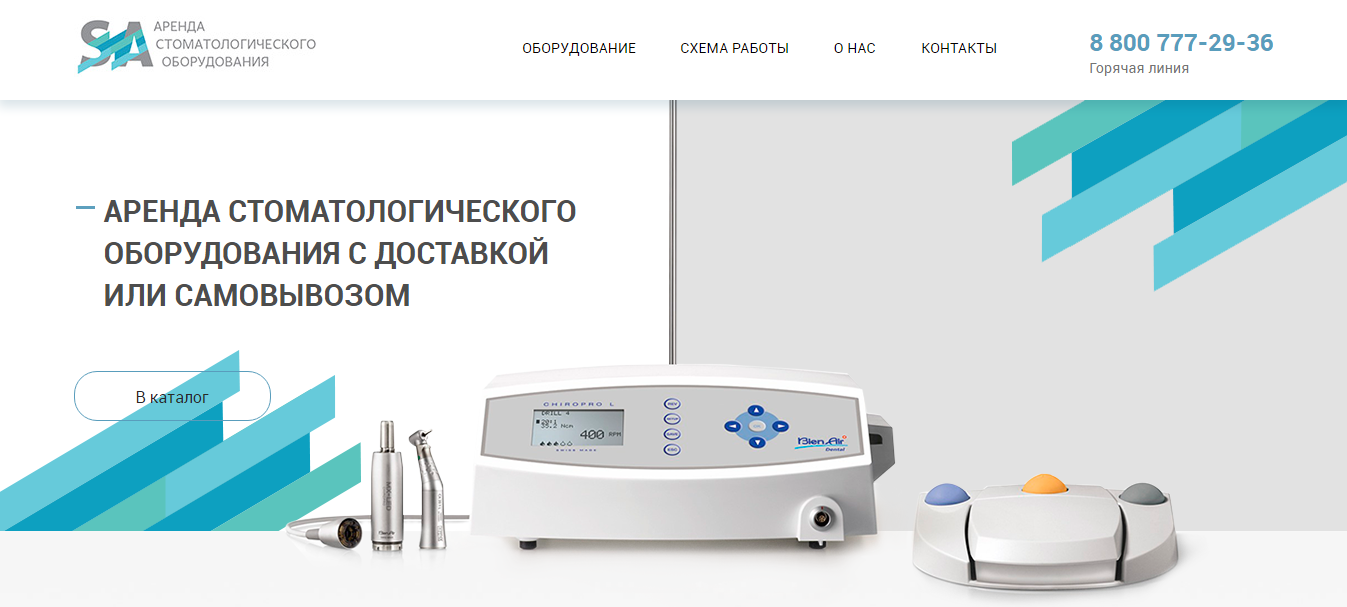 SA
АРЕНДА
СТОМАТОЛОГИЧЕСКОГО
ОБОРУДОВАНИЯ
ОБОРУДОВАНИЕ
СХЕМА РАБОТЫ
О НАС
КОНТАКТЫ
8 800 777-29-36
Горячая линия
АРЕНДА СТОМАТОЛОГИЧЕСКОГО
ОБОРУДОВАНИЯ С ДОСТАВКОЙ
ИЛИ САМОВЫВОЗОМ
В каталог
CHIROPRO L
DRILL 4
20:1
35.2 Ncm
400 RPM
SWISS MADE
Bien Air
Dental